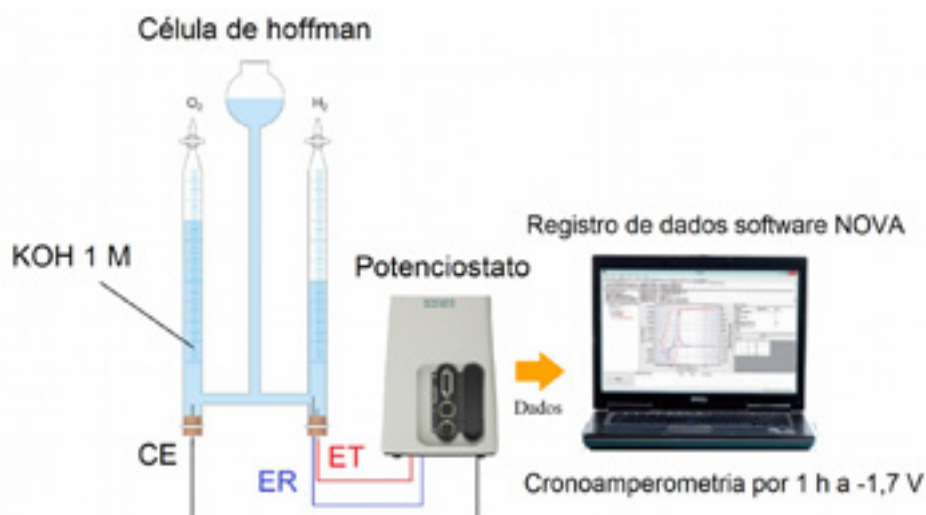 Célula de hoffman
O₂
H₂
KOH 1 M
Potenciostato
Registro de dados software NOVA
Dados
CE
ET
ER
Cronoamperometria por 1 h a -1,7 V